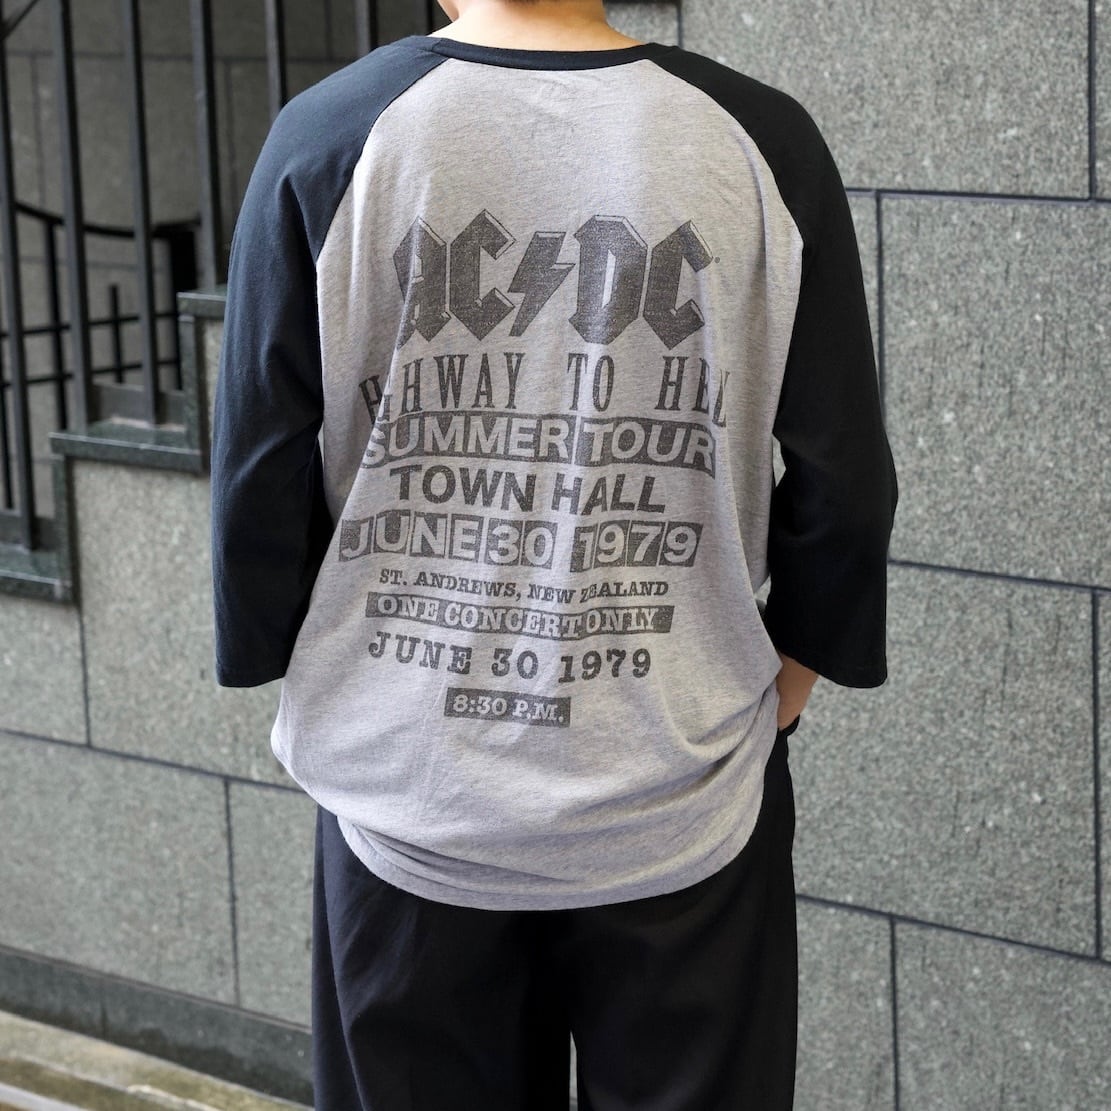 AC⚡DC®
HIGHWAY TO HELL
SUMMER TOUR
TOWN HALL
JUNE 30 1979
ST. ANDREWS, NEW ZEALAND
ONE CONCERT ONLY
JUNE 30 1979
8:30 P.M.